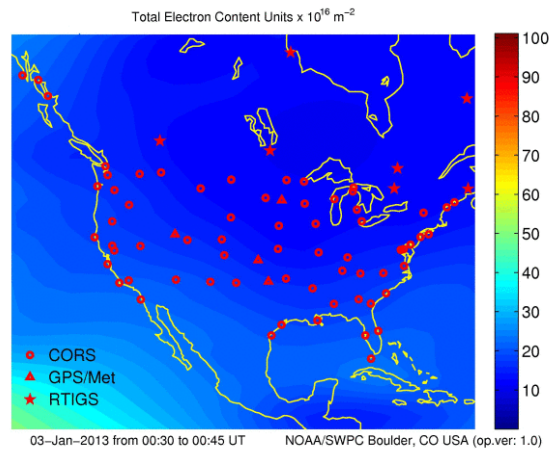 Total Electron Content Units x 10^16 m^−2
100
90
80
70
60
50
40
30
20
10
CORS
GPS/Met
RTIGS
03−Jan−2013 from 00:30 to 00:45 UT NOAA/SWPC Boulder, CO USA (op.ver: 1.0)